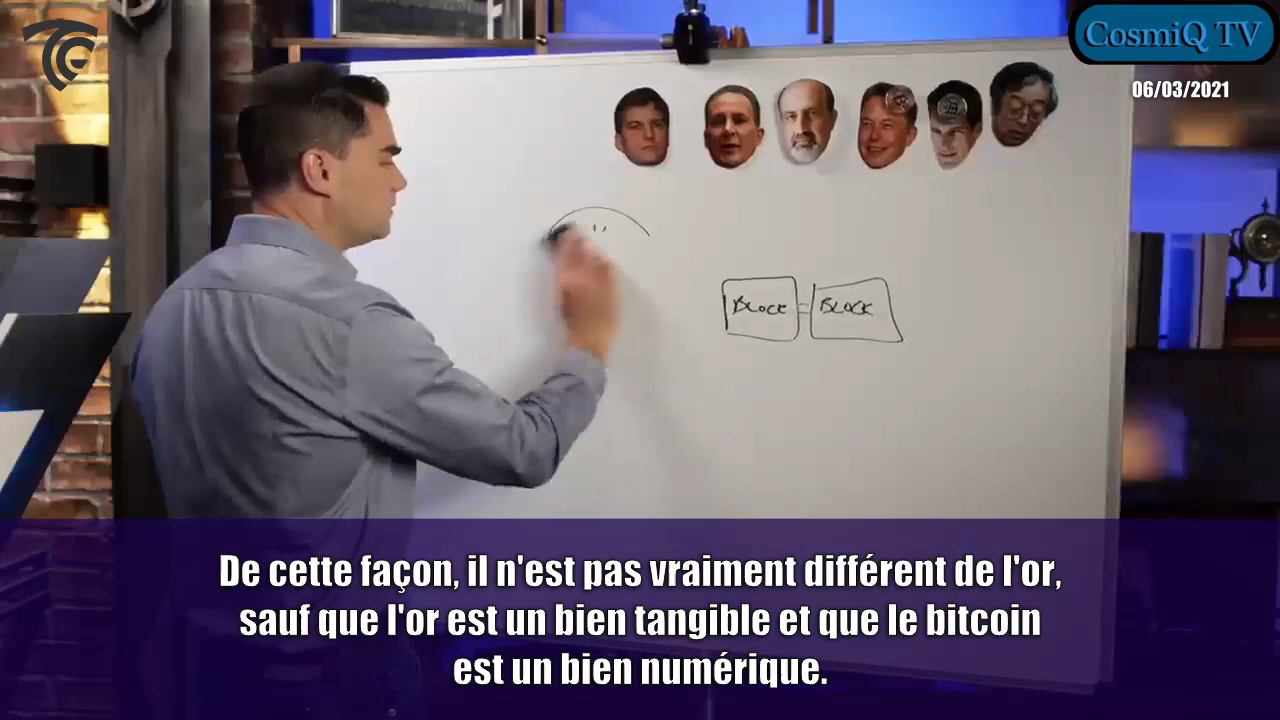 CosmiQ TV
06/03/2021
BLOCK BLOCK
De cette façon, il n'est pas vraiment différent de l'or,
sauf que l'or est un bien tangible et que le bitcoin
est un bien numérique.